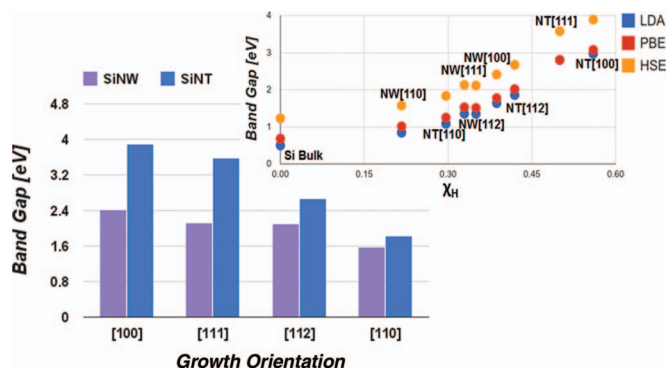 SiNW SiNT
Band Gap [eV]
4.8
4
3.2
2.4
1.6
0.8
0
[100] [111] [112] [110]
Growth Orientation
Band Gap [eV]
4
3
2
1
0
0.00 0.15 0.30 0.45 0.60
χH
Si Bulk
NW[110]
NT[110]
NW[111]
NW[112]
NW[100]
NT[112]
NT[111]
NT[100]
LDA
PBE
HSE